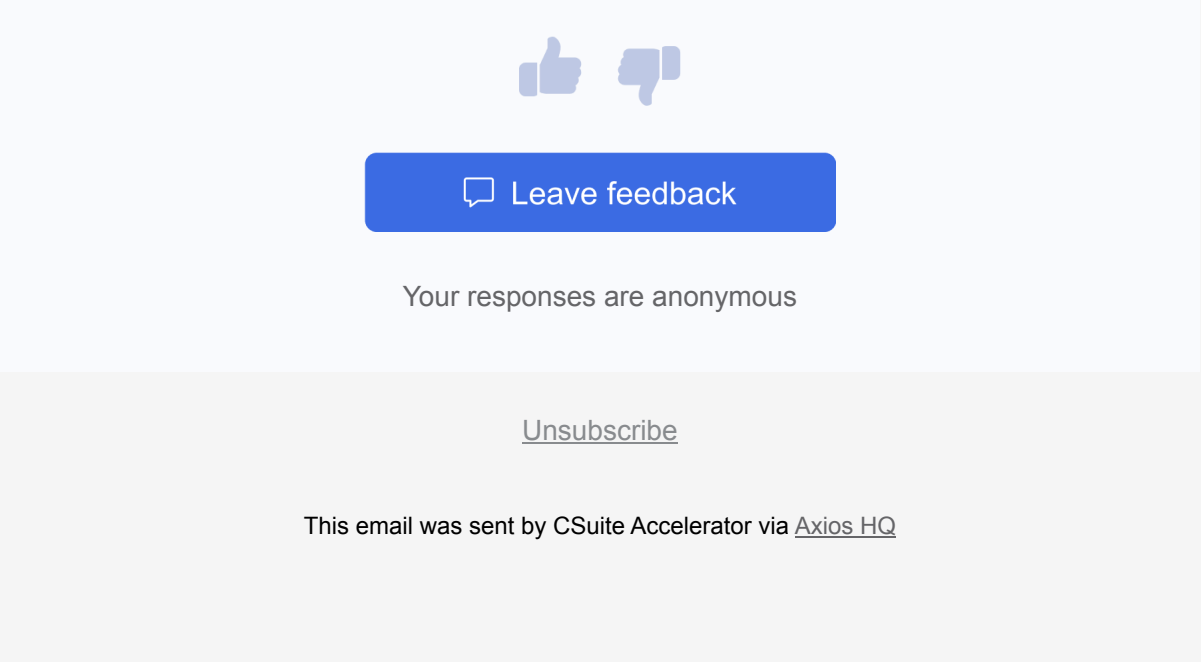 Leave feedback
Your responses are anonymous
Unsubscribe
This email was sent by CSuite Accelerator via Axios HQ